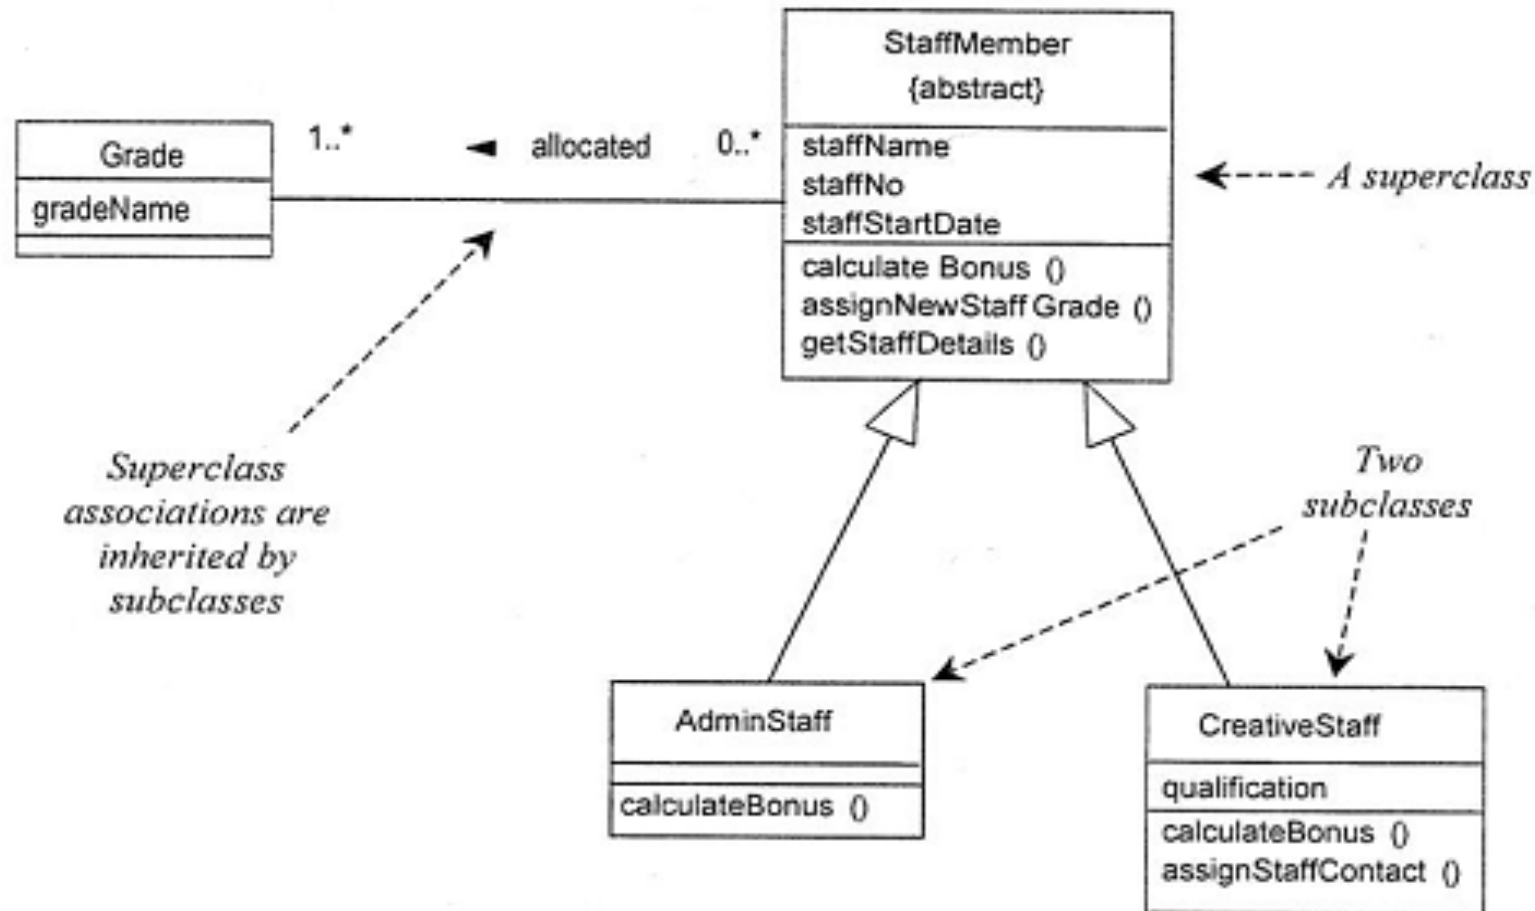 StaffMember
{abstract}
staffName
staffNo
staffStartDate
calculate Bonus ()
assignNewStaff Grade ()
getStaffDetails ()
Grade
gradeName
1..*
◄ allocated
0..*
A superclass
Superclass
associations are
inherited by
subclasses
Two
subclasses
AdminStaff
calculateBonus ()
CreativeStaff
qualification
calculateBonus ()
assignStaffContact ()